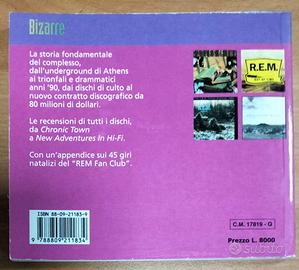 Bizarre
La storia fondamentale
del complesso,
dall'underground di Athens
ai trionfali e drammatici
anni '90, dai dischi di culto al
nuovo contratto discografico da
80 milioni di dollari.
Le recensioni di tutti i dischi,
da Chronic Town
a New Adventures In Hi-Fi.
Con un'appendice sui 45 giri
natalizi del "REM Fan Club".
R.E.M.
ISBN 88-09-21183-9
9 788809 211834
C.M. 17819 - G
Prezzo L. 8000
subito